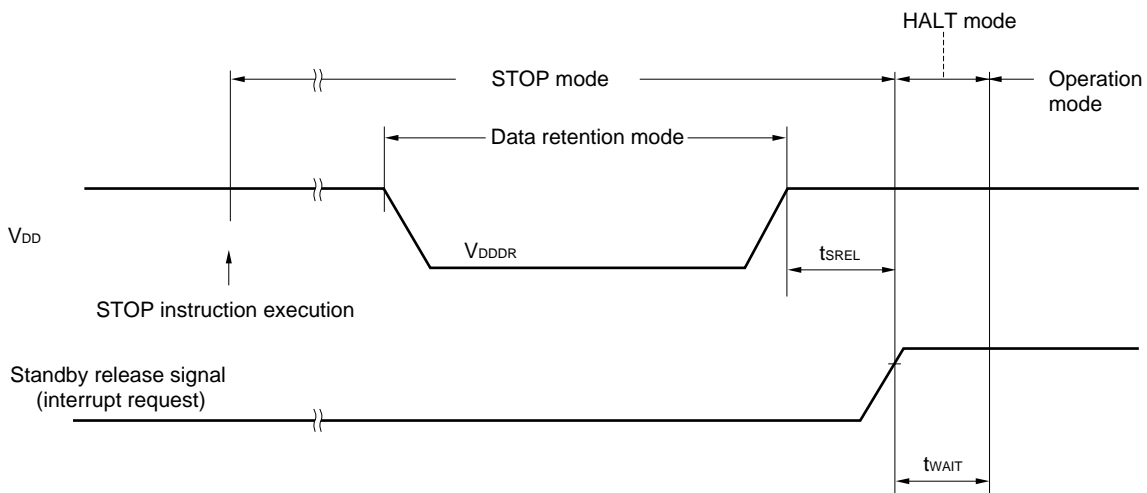 HALT mode
STOP mode
Operation
mode
Data retention mode
VDD
VDDDR
tSREL
STOP instruction execution
Standby release signal
(interrupt request)
tWAIT